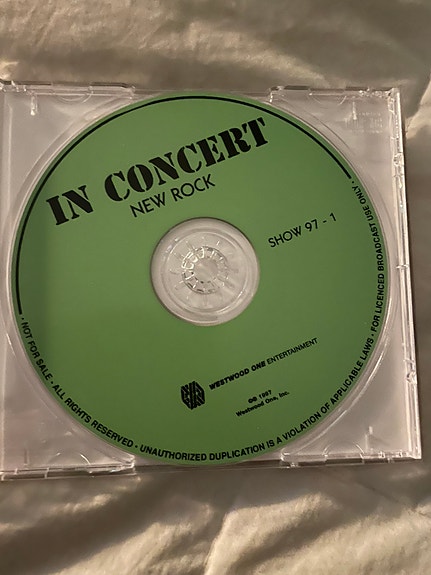 IN CONCERT
NEW ROCK
SHOW 97 - 1
WESTWOOD ONE ENTERTAINMENT
1997
Westwood One, Inc.
· NOT FOR SALE · ALL RIGHTS RESERVED · UNAUTHORIZED DUPLICATION IS A VIOLATION OF APPLICABLE LAWS · FOR LICENCED BROADCAST USE ONLY ·